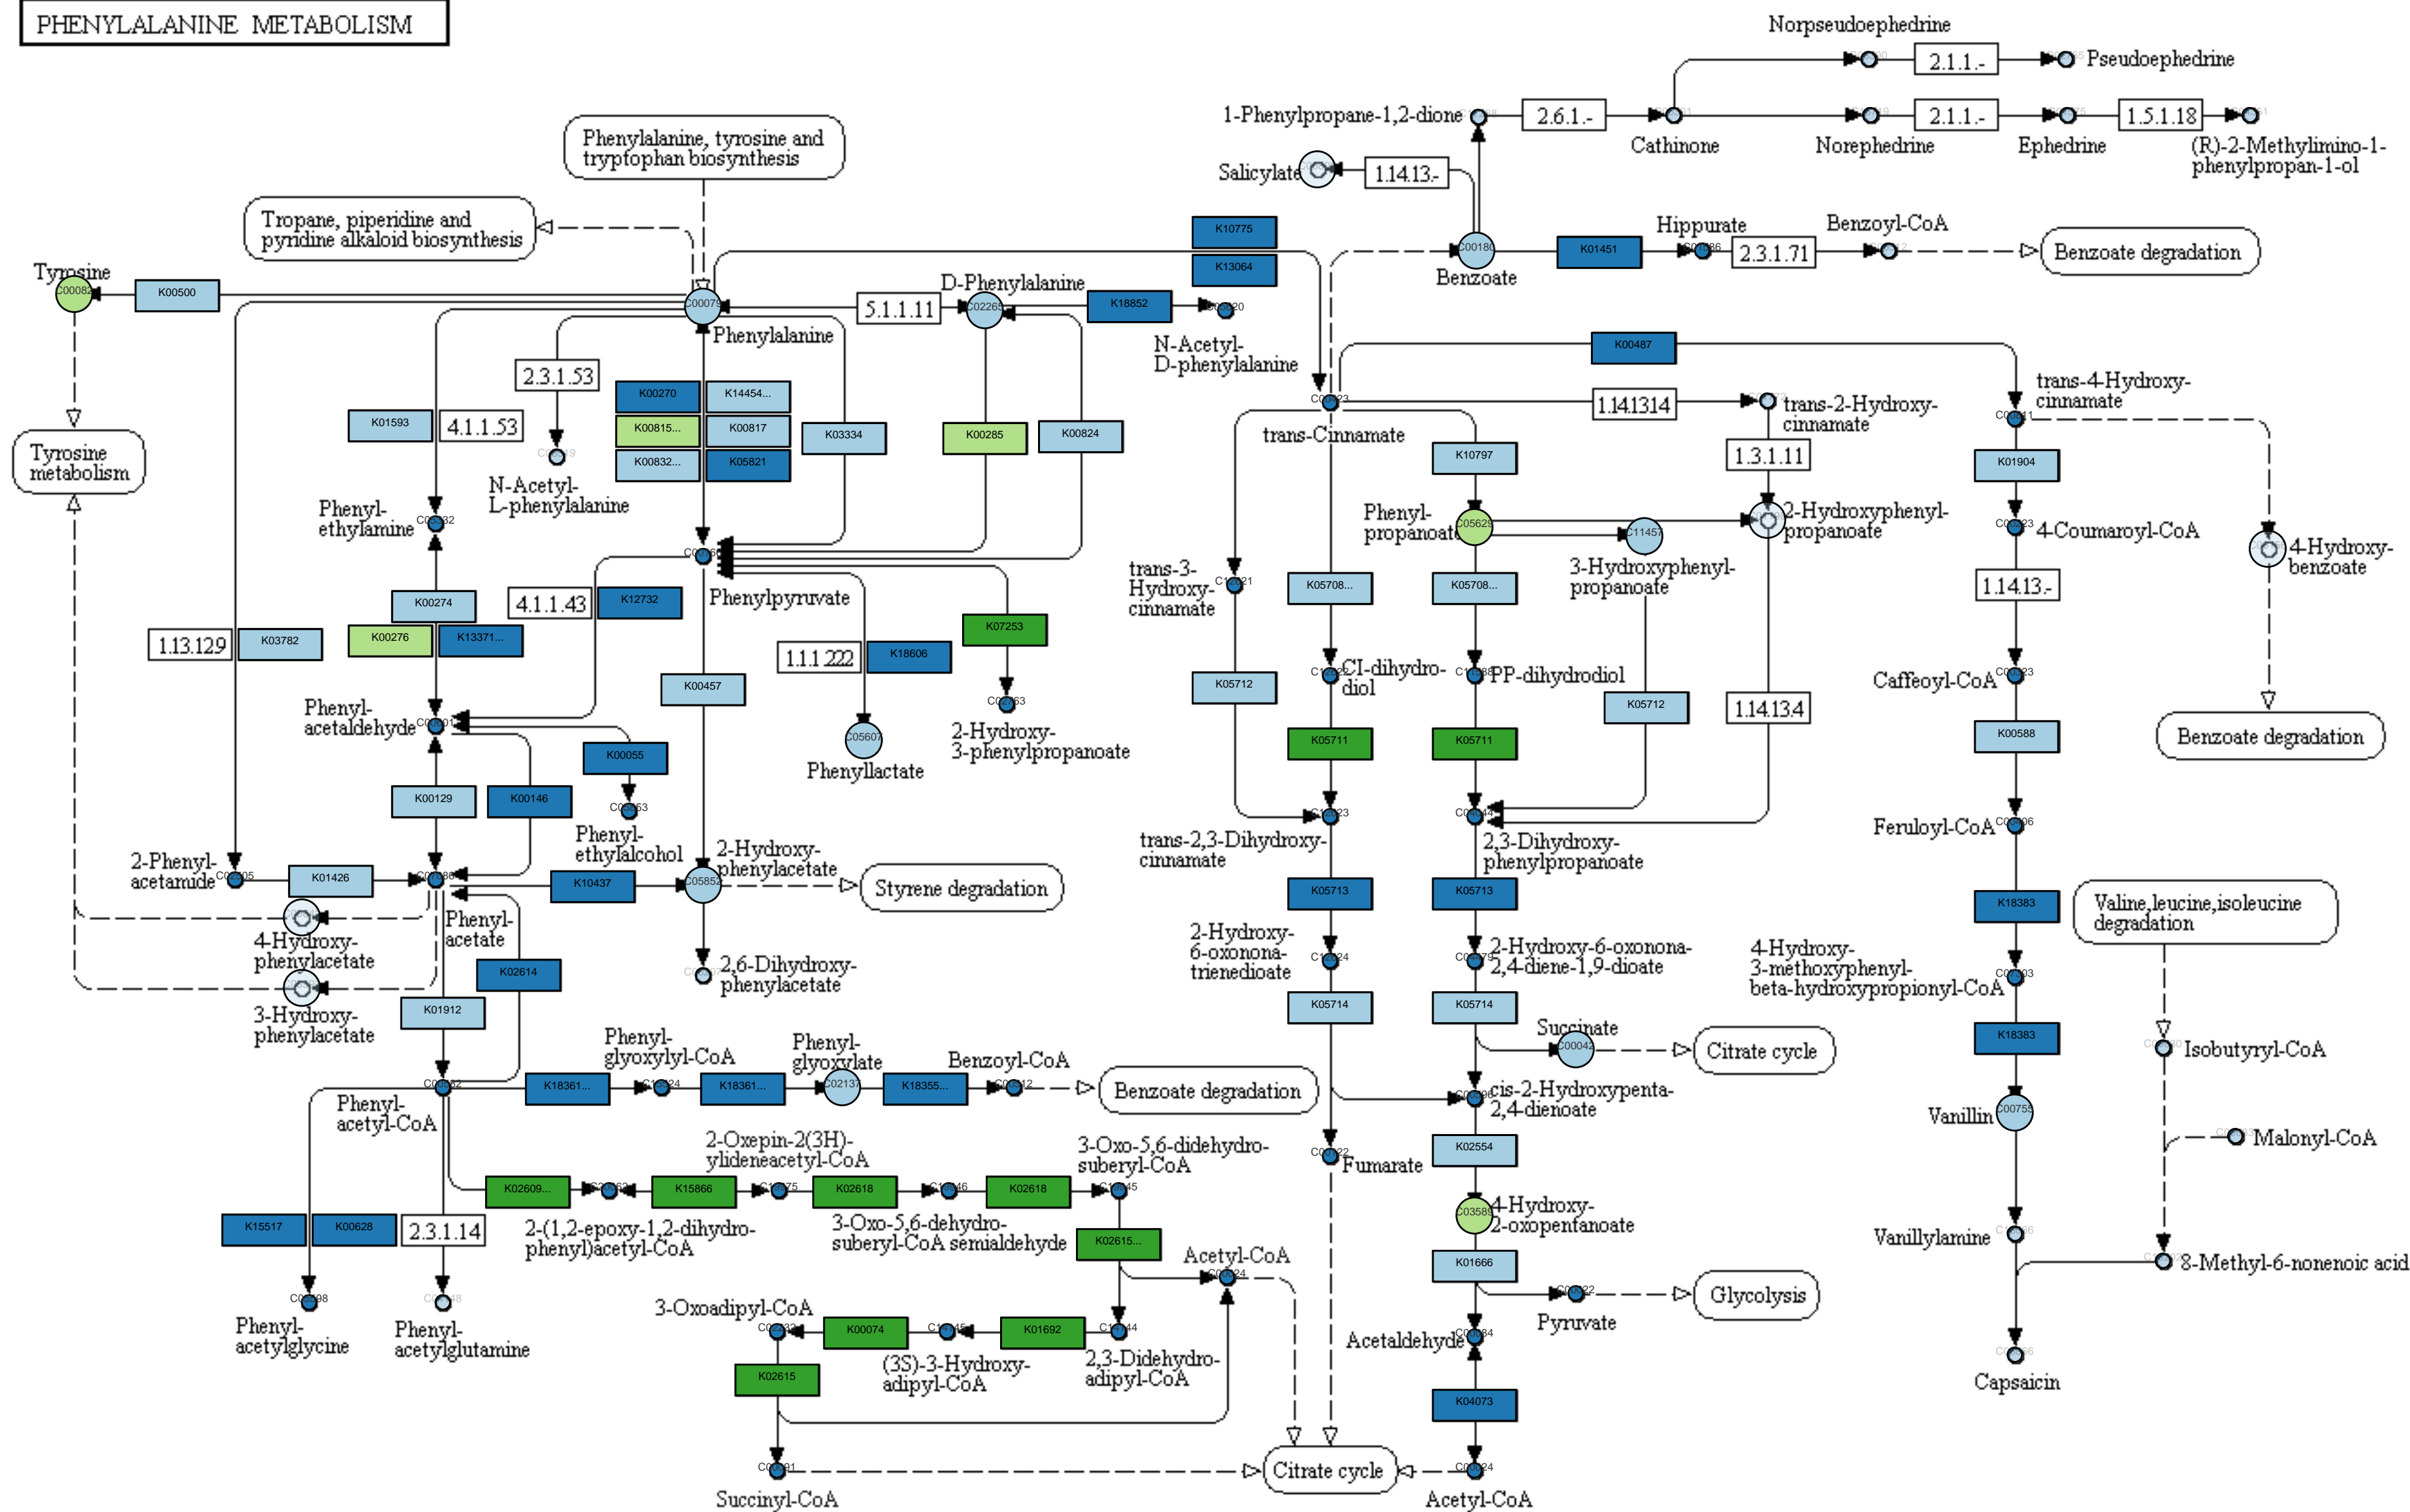 PHENYLALANINE METABOLISM
Norpseudoephedrine
2.1.1.-
Pseudoephedrine
1-Phenylpropane-1,2-dione
2.6.1.-
Cathinone
2.1.1.-
Norephedrine
Ephedrine
1.5.1.18
(R)-2-Methylimino-1-
phenylpropan-1-ol
Phenylalanine, tyrosine and
tryptophan biosynthesis
Salicylate
1.14.13.-
Tropane, piperidine and
pyridine alkaloid biosynthesis
K10775
K13064
C00180
Benzoate
K01451
Hippurate
2.3.1.71
Benzoyl-CoA
Benzoate degradation
Tyrosine
C00082
K00500
C00079
Phenylalanine
5.1.1.11
D-Phenylalanine
C02265
K18852
N-Acetyl-
D-phenylalanine
K00487
2.3.1.53
K00270
K14454...
K00815...
K00817
K00832...
K05821
K03334
K00285
K00824
K01593
4.1.1.53
Tyrosine
metabolism
N-Acetyl-
L-phenylalanine
Phenyl-
ethylamine
trans-Cinnamate
1.14.13.14
trans-2-Hydroxy-
cinnamate
trans-4-Hydroxy-
cinnamate
K10797
1.3.1.11
K01904
Phenyl-
propanoate
C05629
C11457
2-Hydroxyphenyl-
propanoate
3-Hydroxyphenyl-
propanoate
4-Coumaroyl-CoA
4-Hydroxy-
benzoate
Phenylpyruvate
K00274
4.1.1.43
K12732
K00276
K13371...
1.13.12.9
K03782
K07253
1.1.1.222
K18606
K00457
trans-3-
Hydroxy-
cinnamate
K05708...
K05708...
1.14.13.-
CI-dihydro-
diol
PP-dihydrodiol
K05712
K05712
1.14.13.4
Caffeoyl-CoA
Phenyl-
acetaldehyde
2-Hydroxy-
3-phenylpropanoate
C05607
Phenyllactate
K05711
K05711
K00588
Benzoate degradation
K00055
K00129
K00146
Phenyl-
ethylalcohol
2-Phenyl-
acetamide
K01426
2-Hydroxy-
phenylacetate
K10437
C05852
Styrene degradation
trans-2,3-Dihydroxy-
cinnamate
2,3-Dihydroxy-
phenylpropanoate
Feruloyl-CoA
K05713
K05713
K18383
Valine,leucine,isoleucine
degradation
4-Hydroxy-
phenylacetate
Phenyl-
acetate
K02614
2,6-Dihydroxy-
phenylacetate
3-Hydroxy-
phenylacetate
K01912
2-Hydroxy-
6-oxonona-
trienedioate
2-Hydroxy-6-oxonona-
2,4-diene-1,9-dioate
4-Hydroxy-
3-methoxyphenyl-
beta-hydroxypropionyl-CoA
K05714
K05714
Succinate
C00042
Citrate cycle
K18383
Isobutyryl-CoA
Phenyl-
acetyl-CoA
K18361...
Phenyl-
glyoxylyl-CoA
K18361...
Phenyl-
glyoxylate
C02137
K18355...
Benzoyl-CoA
Benzoate degradation
cis-2-Hydroxypenta-
2,4-dienoate
Vanillin
C00755
Malonyl-CoA
K02554
Fumarate
2-Oxepin-2(3H)-
ylideneacetyl-CoA
3-Oxo-5,6-didehydro-
suberyl-CoA
K02609...
K15866
K02618
K02618
2-(1,2-epoxy-1,2-dihydro-
phenyl)acetyl-CoA
3-Oxo-5,6-dehydro-
suberyl-CoA semialdehyde
K15517
K00628
2.3.1.14
K02615...
C03589
4-Hydroxy-
2-oxopentanoate
Vanillylamine
8-Methyl-6-nonenoic acid
K01666
Acetyl-CoA
Pyruvate
Glycolysis
Phenyl-
acetylglycine
Phenyl-
acetylglutamine
3-Oxoadipyl-CoA
K00074
K01692
(3S)-3-Hydroxy-
adipyl-CoA
2,3-Didehydro-
adipyl-CoA
Acetaldehyde
Capsaicin
K02615
K04073
Succinyl-CoA
Citrate cycle
Acetyl-CoA